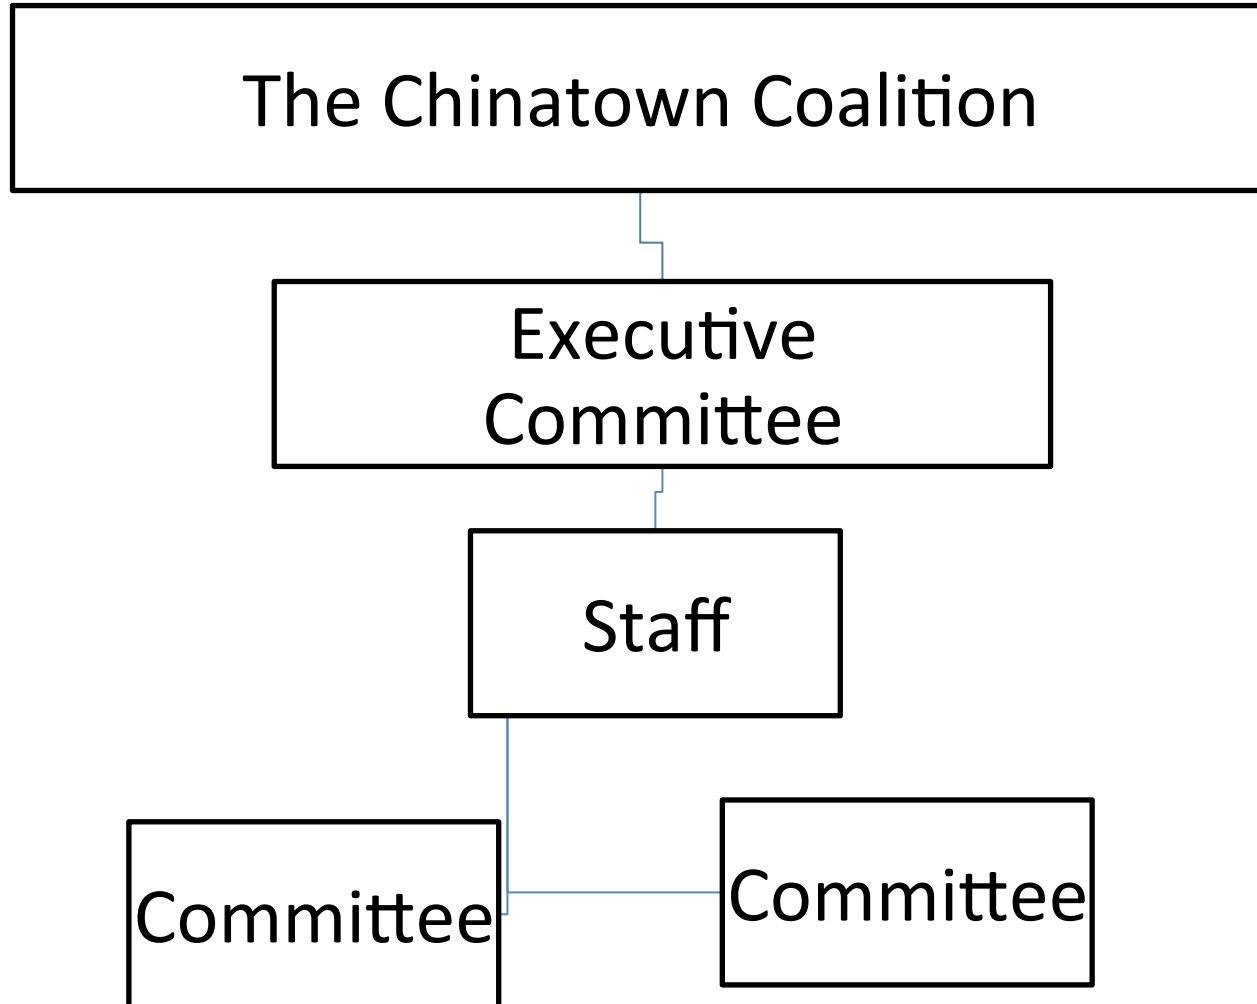 The Chinatown Coalition
Executive
Committee
Staff
Committee
Committee